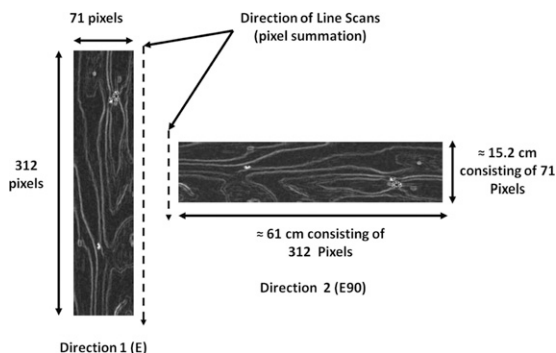 71 pixels
Direction of Line Scans
(pixel summation)
312
pixels
≈ 15.2 cm
consisting of 71
Pixels
≈ 61 cm consisting of
312 Pixels
Direction 2 (E90)
Direction 1 (E)